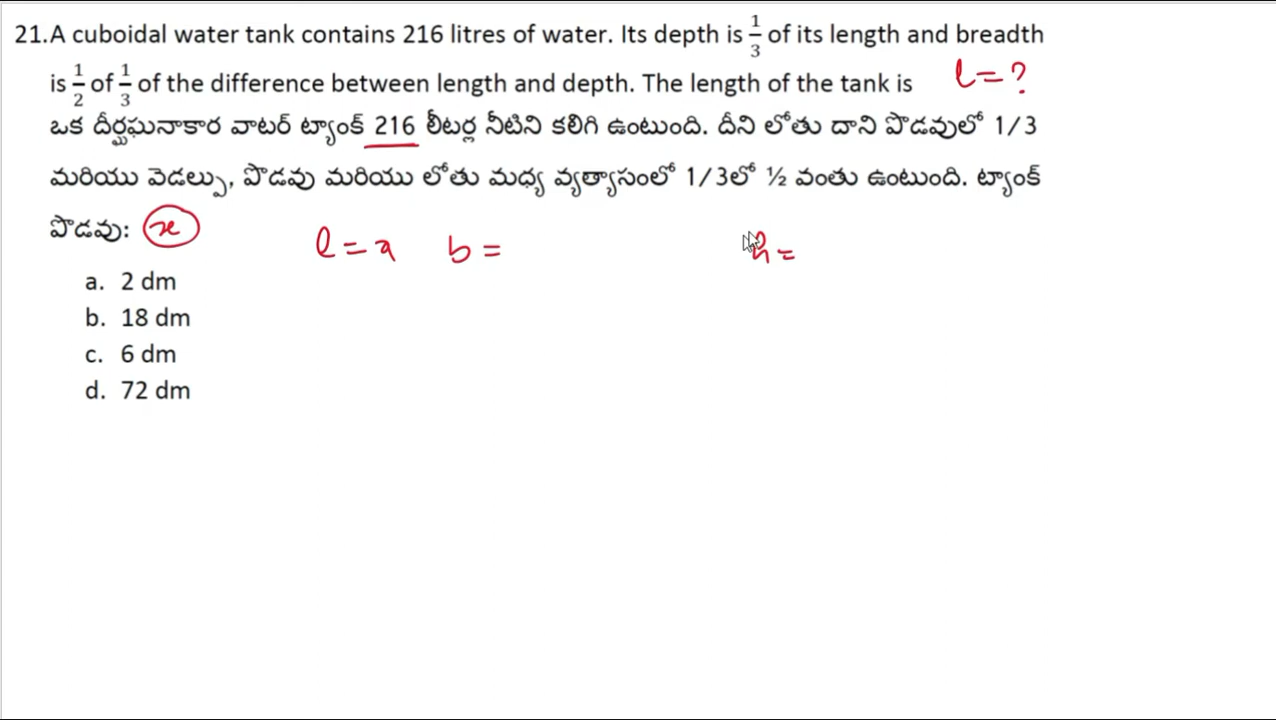 21.A cuboidal water tank contains 216 litres of water. Its depth is 1/3 of its length and breadth
is 1/2 of 1/3 of the difference between length and depth. The length of the tank is l = ?
ఒక దీర్ఘఘనాకార వాటర్ ట్యాంక్ 216 లీటర్ల నీటిని కలిగి ఉంటుంది. దీని లోతు దాని పొడవులో 1/3
మరియు వెడల్పు, పొడవు మరియు లోతు మధ్య వ్యత్యాసంలో 1/3లో ½ వంతు ఉంటుంది. ట్యాంక్
పొడవు: x
l = x b = h =
a. 2 dm
b. 18 dm
c. 6 dm
d. 72 dm